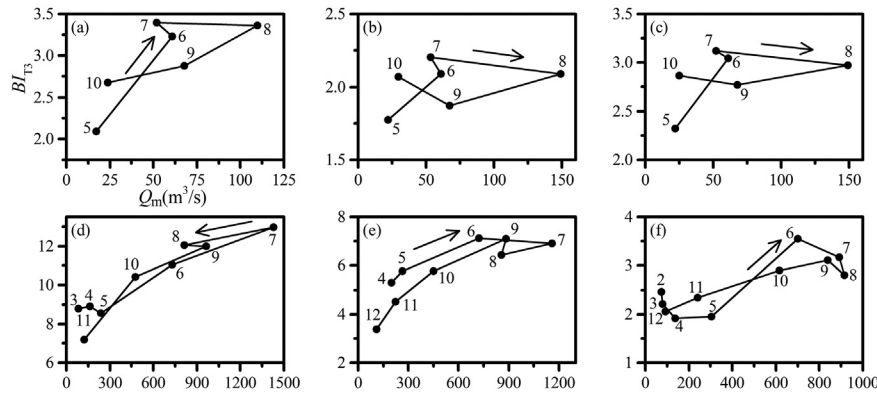 (a) 7 6 8 9 10 5
BI_T3
3.5 3.0 2.5 2.0
0 25 50 75 100 125
Q_m(m³/s)
(b) 7 8 10 6 9 5
2.5 2.0 1.5
0 50 100 150
(c) 7 8 10 6 9 5
3.5 3.0 2.5 2.0
0 50 100 150
(d) 8 7 9 10 6 3 4 5 11
12 10 8 6
0 300 600 900 1200 1500
(e) 6 9 7 5 8 4 10 11 12
8 6 4 2
0 300 600 900 1200
(f) 6 7 9 8 10 2 11 3 12 4 5
4 3 2 1
0 200 400 600 800 1000